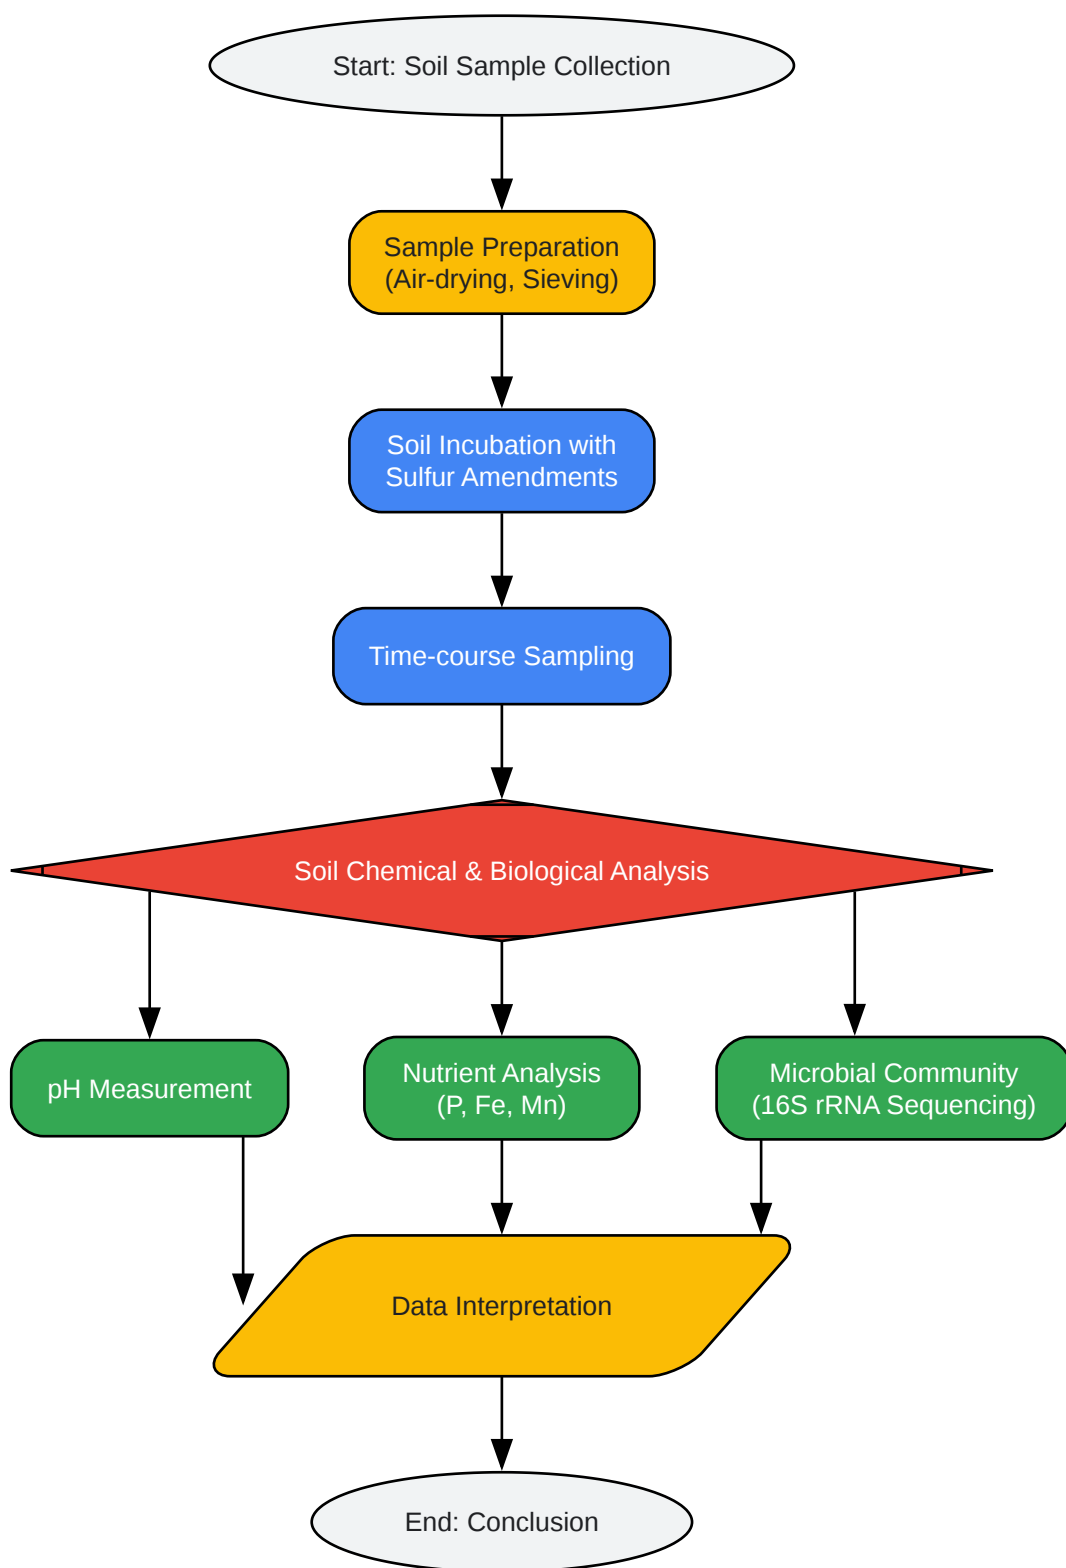 Start: Soil Sample Collection
Sample Preparation
(Air-drying, Sieving)
Soil Incubation with
Sulfur Amendments
Time-course Sampling
Soil Chemical & Biological Analysis
pH Measurement
Nutrient Analysis
(P, Fe, Mn)
Microbial Community
(16S rRNA Sequencing)
Data Interpretation
End: Conclusion